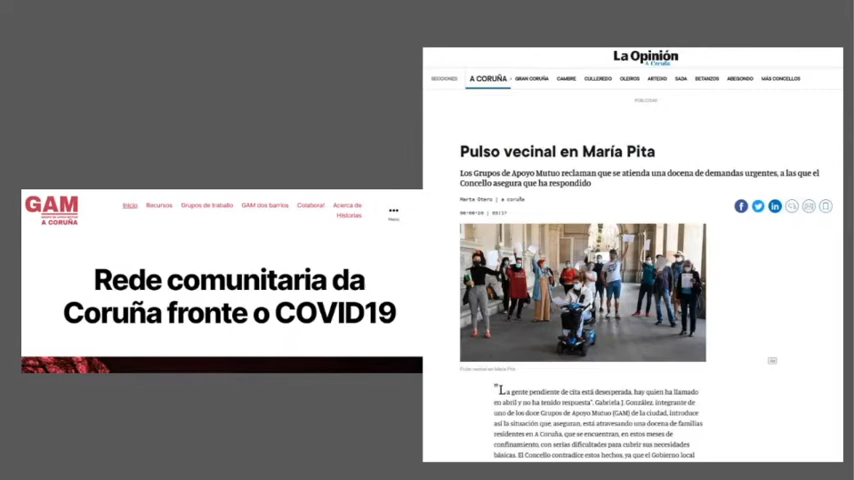 GAM
A CORUÑA
Inicio Recursos Grupos de traballo GAM dos barrios Colabora! Acerca de
Historias
Menú
Rede comunitaria da
Coruña fronte o COVID19
La Opinión
A Coruña
SECCIONES A CORUÑA GRAN CORUÑA CAMBRE CULLEREDO OLEIROS ARTEIXO SADA BETANZOS ABEGONDO MÁS CONCELLOS
PUBLICIDAD
Pulso vecinal en María Pita
Los Grupos de Apoyo Mutuo reclaman que se atienda una docena de demandas urgentes, a las que el
Concello asegura que ha respondido
Marta Otero | a coruña
Pulso vecinal en María Pita
"La gente pendiente de cita está desesperada, hay quien ha llamado
en abril y no ha tenido respuesta". Gabriela J. González, integrante de
uno de los door Grupos de Apoyo Mutuo (GAM) de la ciudad, introduce
así la situación que, aseguran, está atravesando una docena de familias
residentes en A Coruña, que se encuentran, en estos meses de
confinamiento, con serias dificultades para cubrir sus necesidades
básicas. El Concello contradice estos hechos, ya que el Gobierno local